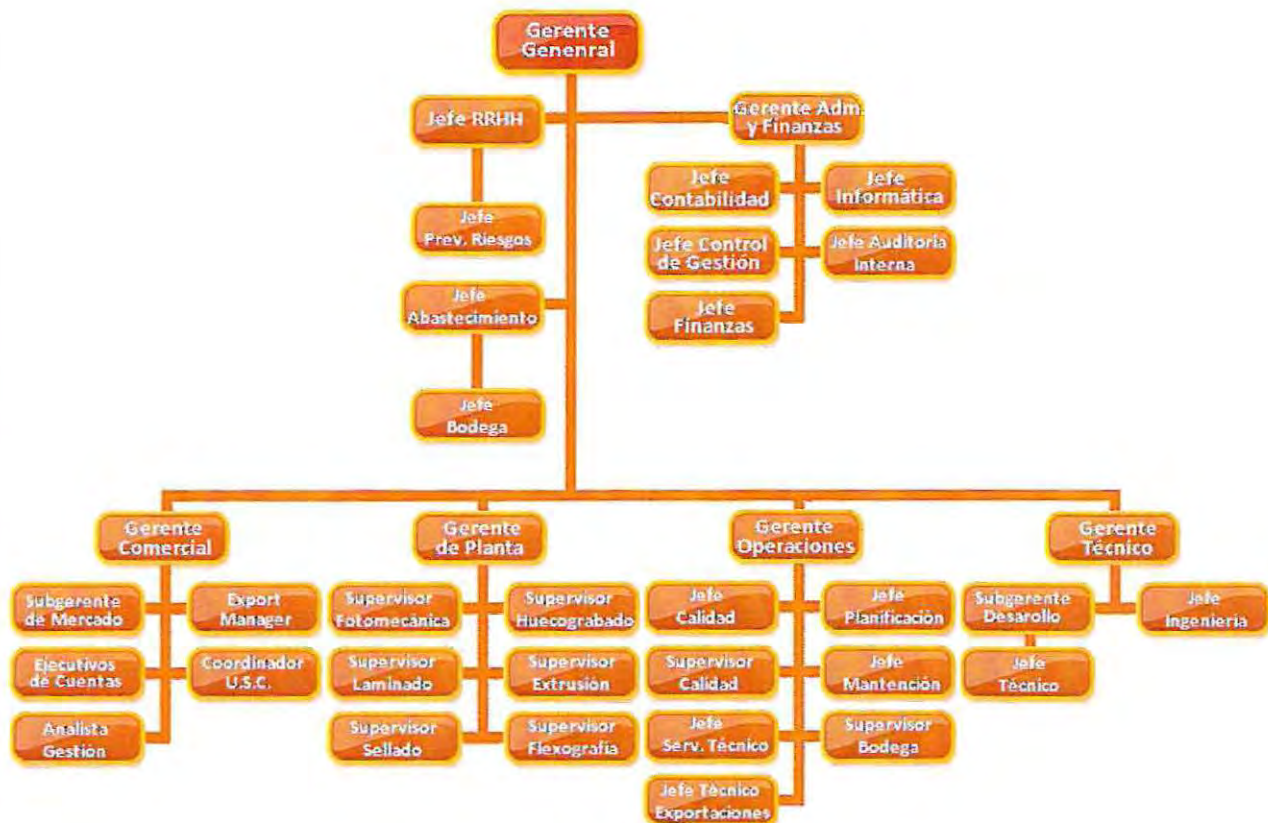 Gerente
Genenral
Jefe RRHH
Gerente Adm.
y Finanzas
Jefe
Contabilidad
Jefe
Informática
Jefe
Prev. Riesgos
Jefe Control
de Gestión
Jefe Auditoria
Interna
Jefe
Abastecimiento
Jefe
Finanzas
Jefe
Bodega
Gerente
Comercial
Gerente
de Planta
Gerente
Operaciones
Gerente
Técnico
Subgerente
de Mercado
Export
Manager
Supervisor
Fotomecánica
Supervisor
Huecograbado
Jefe
Calidad
Jefe
Planificación
Subgerente
Desarollo
Jefe
Ingeniería
Ejecutivos
de Cuentas
Coordinador
U.S.C.
Supervisor
Laminado
Supervisor
Extrusión
Supervisor
Calidad
Jefe
Mantención
Jefe
Técnico
Analista
Gestión
Supervisor
Sellado
Supervisor
Flexografía
Jefe
Serv. Técnico
Supervisor
Bodega
Jefe Técnico
Exportaciones